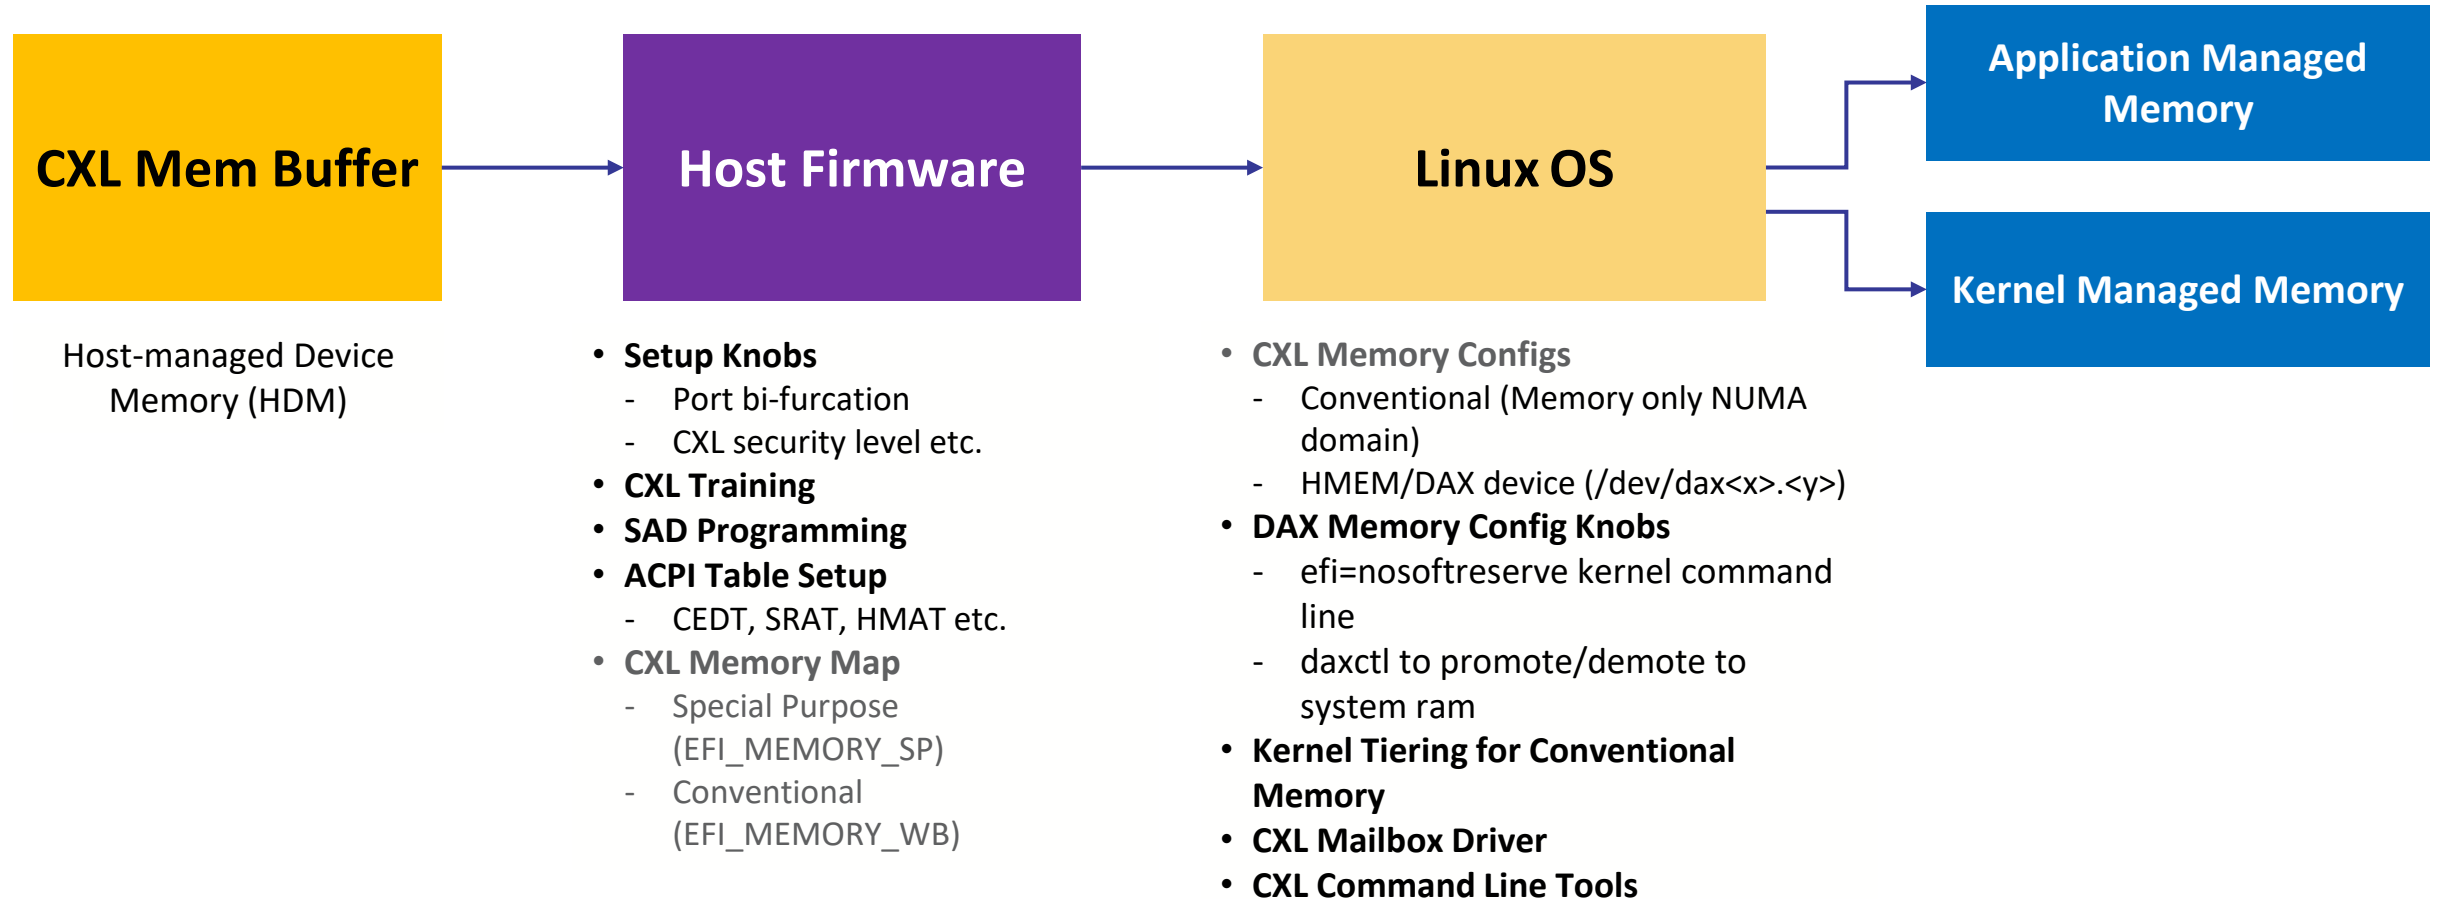 CXL Mem Buffer
Host-managed Device
Memory (HDM)
Host Firmware
• Setup Knobs
- Port bi-furcation
- CXL security level etc.
• CXL Training
• SAD Programming
• ACPI Table Setup
- CEDT, SRAT, HMAT etc.
• CXL Memory Map
- Special Purpose
(EFI_MEMORY_SP)
- Conventional
(EFI_MEMORY_WB)
Linux OS
• CXL Memory Configs
- Conventional (Memory only NUMA
domain)
- HMEM/DAX device (/dev/dax<x>.<y>)
• DAX Memory Config Knobs
- efi=nosoftreserve kernel command
line
- daxctl to promote/demote to
system ram
• Kernel Tiering for Conventional
Memory
• CXL Mailbox Driver
• CXL Command Line Tools
Application Managed
Memory
Kernel Managed Memory